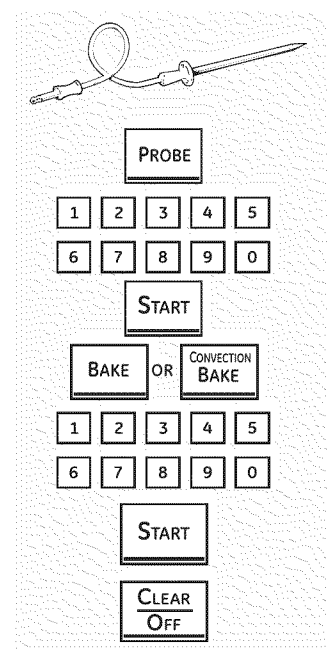 PROBE
1 2 3 4 5
6 7 8 9 0
START
BAKE OR CONVECTION BAKE
1 2 3 4 5
6 7 8 9 0
START
CLEAR
OFF